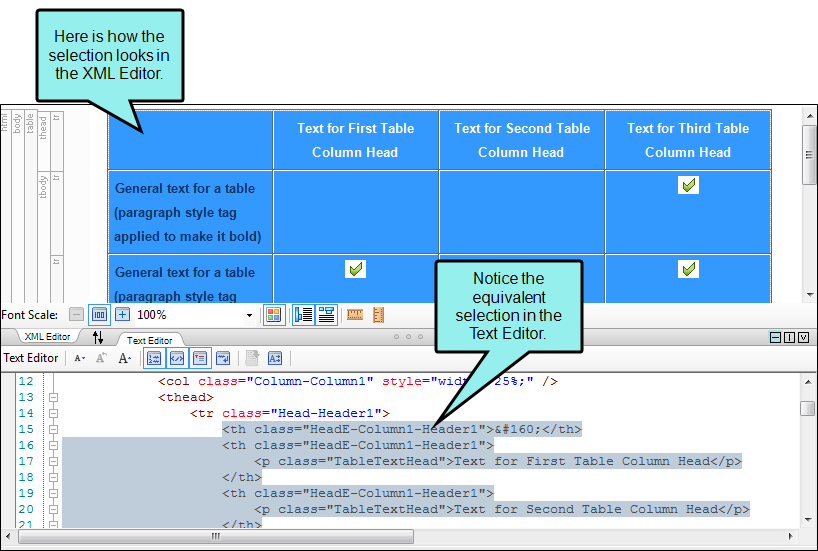 Here is how the
selection looks in
the XML Editor.
html
body
table
thead
tr
Text for First Table
Column Head
Text for Second Table
Column Head
Text for Third Table
Column Head
tbody
tr
General text for a table
(paragraph style tag
applied to make it bold)
tr
General text for a table
(paragraph style tag
Notice the
equivalent
selection in the
Text Editor.
Font Scale:
100
100%
XML Editor
Text Editor
Text Editor
12 <col class="Column-Column1" style="width: 25%;" />
13 <thead>
14 <tr class="Head-Header1">
15 <th class="HeadE-Column1-Header1">&#160;</th>
16 <th class="HeadE-Column1-Header1">
17 <p class="TableTextHead">Text for First Table Column Head</p>
18 </th>
19 <th class="HeadE-Column1-Header1">
20 <p class="TableTextHead">Text for Second Table Column Head</p>
21 </th>